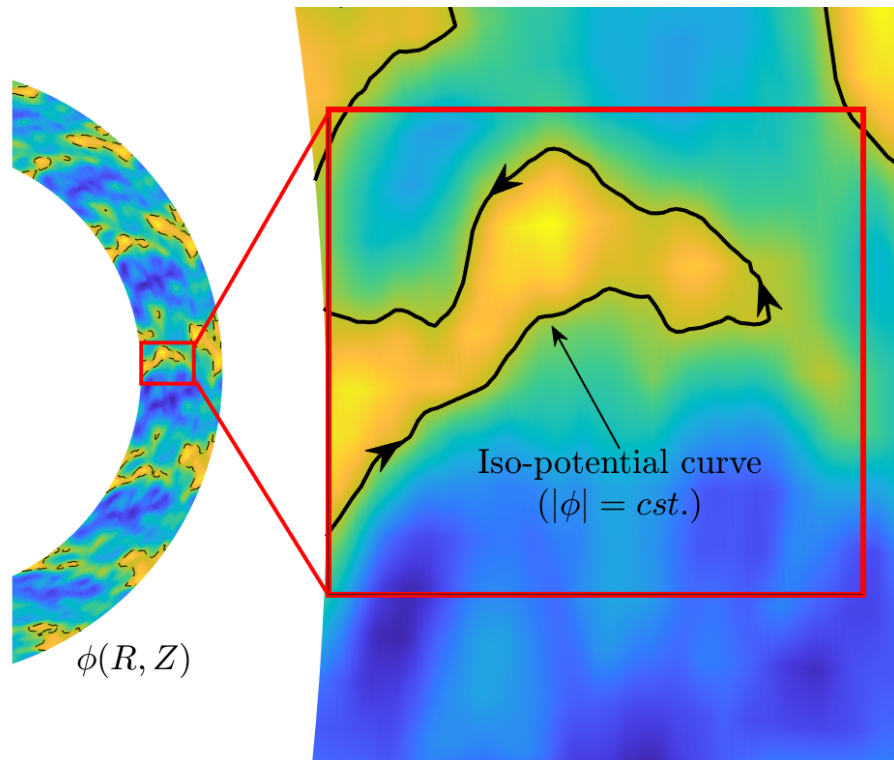 Iso-potential curve
(|ϕ| = cst.)
ϕ(R, Z)